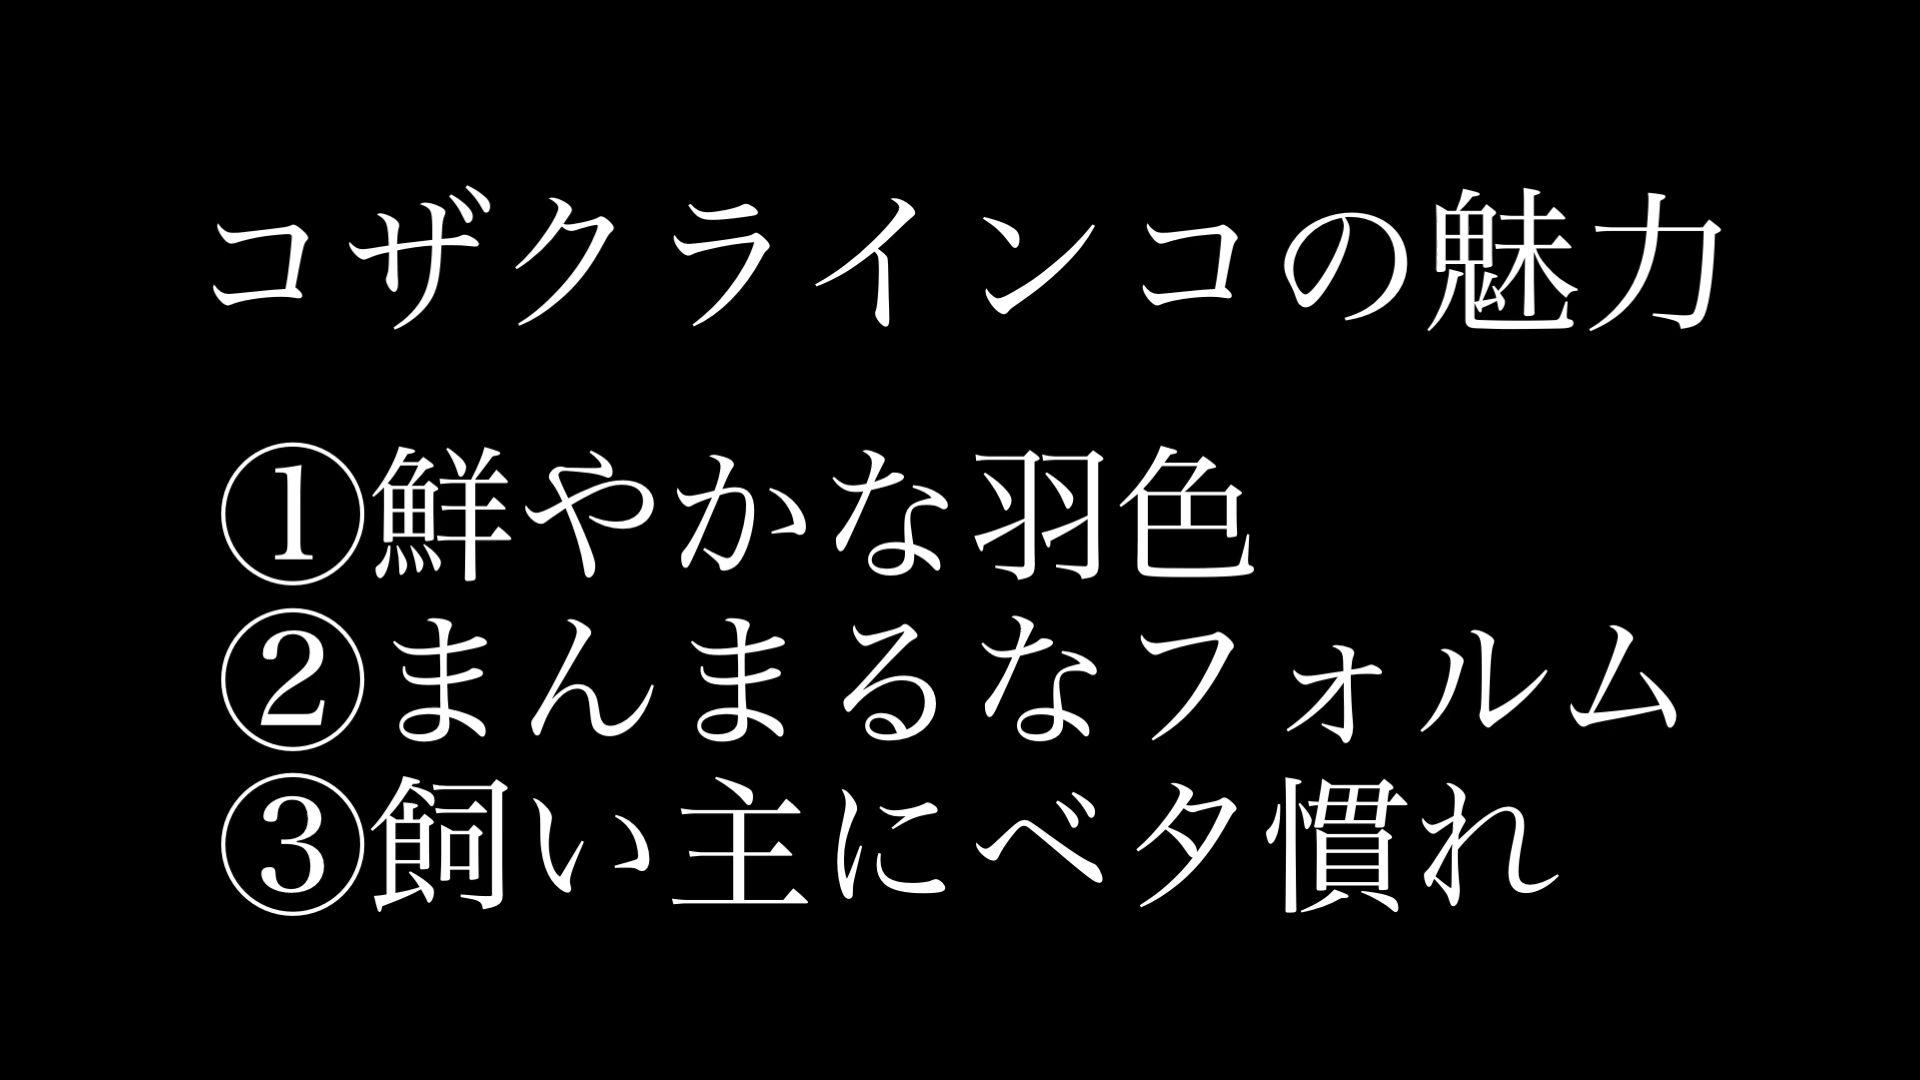 コザクラインコの魅力
①鮮やかな羽色
②まんまるなフォルム
③飼い主にベタ慣れ